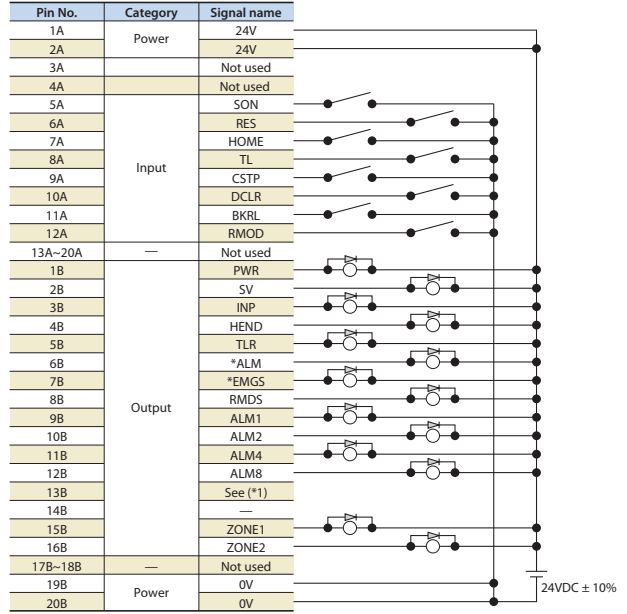 Pin No. Category Signal name
1A Power 24V
2A 24V
3A Not used
4A Not used
5A Input SON
6A RES
7A HOME
8A TL
9A CSTP
10A DCLR
11A BKRL
12A RMOD
13A~20A — Not used
1B Output PWR
2B SV
3B INP
4B HEND
5B TLR
6B *ALM
7B *EMGS
8B RMDS
9B ALM1
10B ALM2
11B ALM4
12B ALM8
13B See (*1)
14B —
15B ZONE1
16B ZONE2
17B~18B — Not used
19B Power 0V
20B 0V
24VDC ± 10%